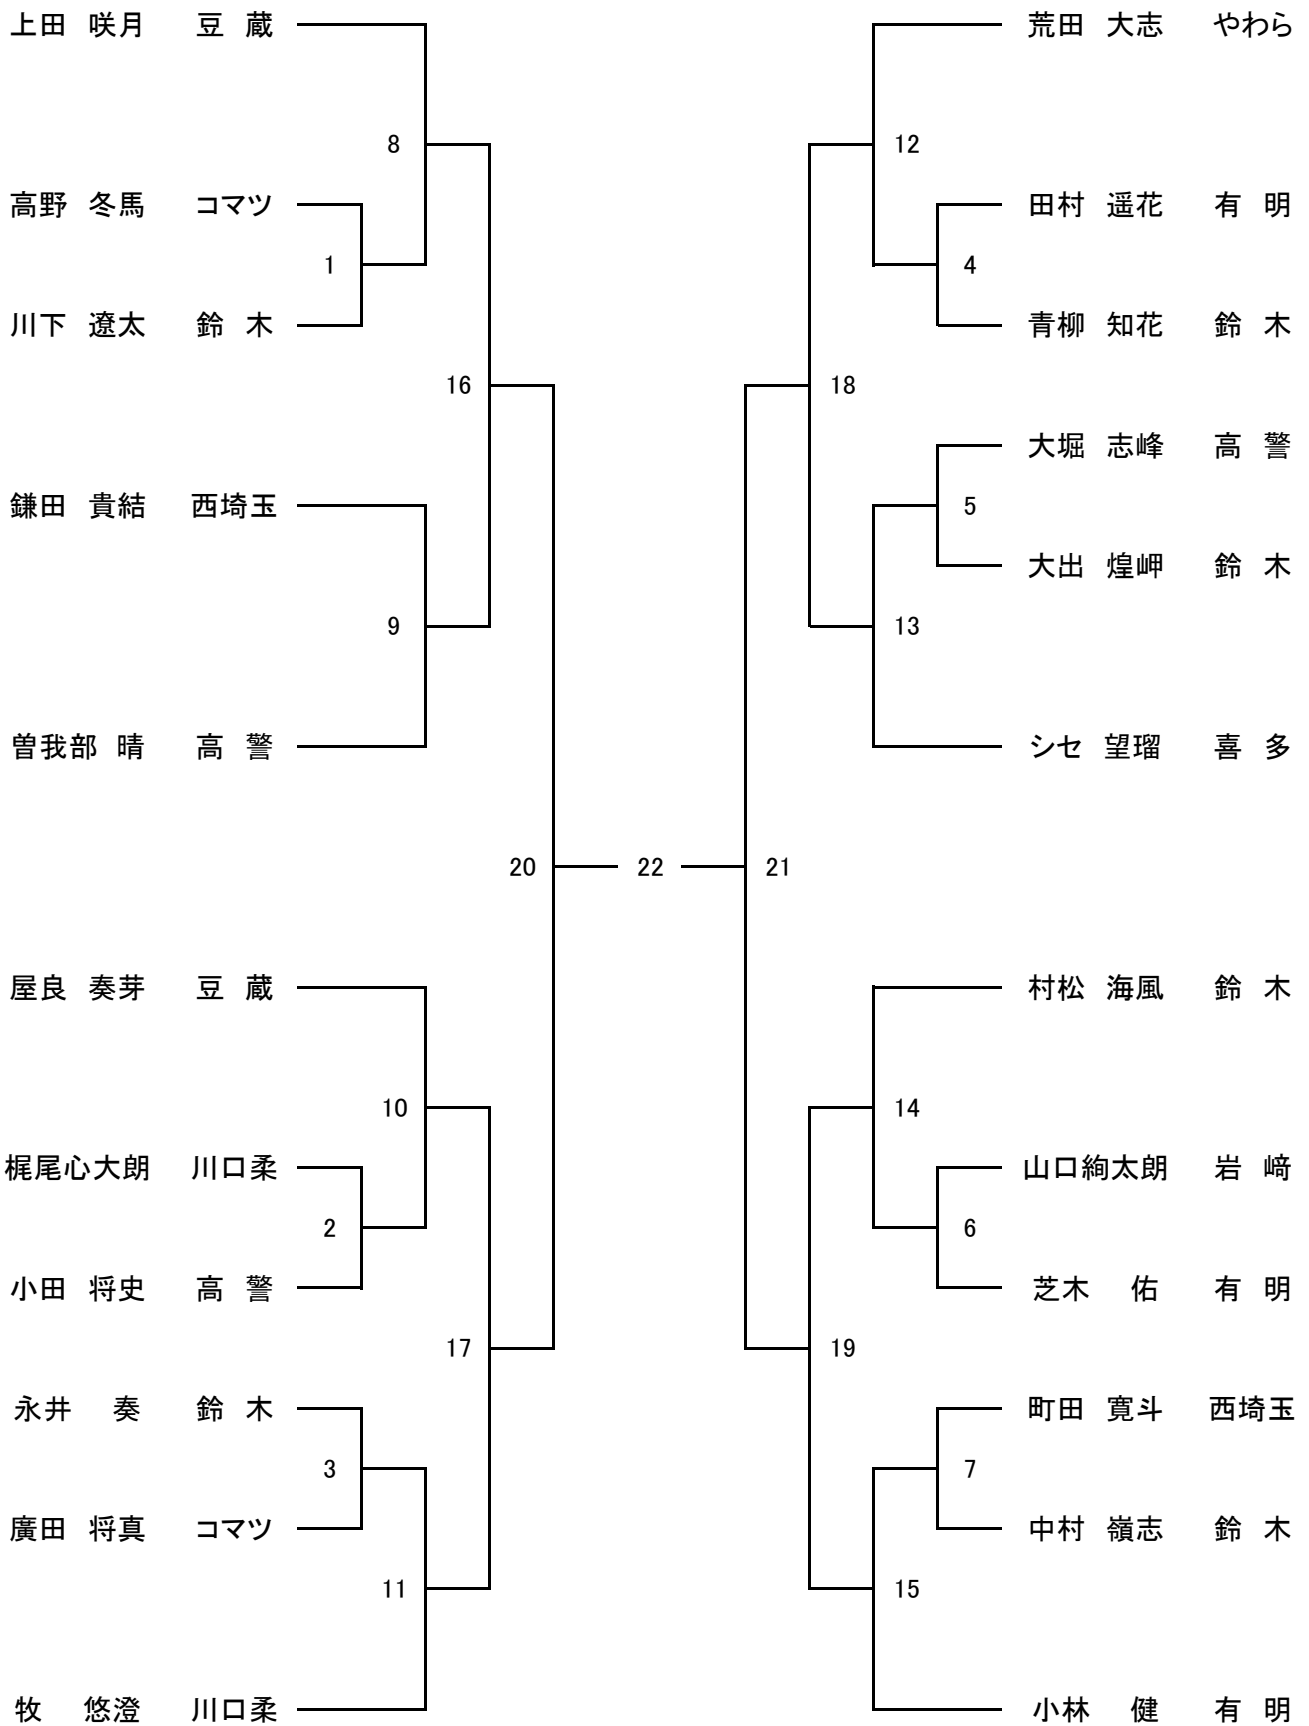 上田 咲月 豆 蔵
8
高野 冬馬 コマツ
1
川下 遼太 鈴 木
16
鎌田 貴結 西埼玉
9
曽我部 晴 高 警
20
屋良 奏芽 豆 蔵
10
梶尾心大朗 川口柔
2
小田 将史 高 警
17
永井 奏 鈴 木
3
廣田 将真 コマツ
11
牧 悠澄 川口柔
22
荒田 大志 やわら
12
田村 遥花 有 明
4
青柳 知花 鈴 木
18
大堀 志峰 高 警
5
大出 煌岬 鈴 木
13
シセ 望瑠 喜 多
21
村松 海風 鈴 木
14
山口絢太朗 岩 﨑
6
芝木 佑 有 明
19
町田 寛斗 西埼玉
7
中村 嶺志 鈴 木
15
小林 健 有 明